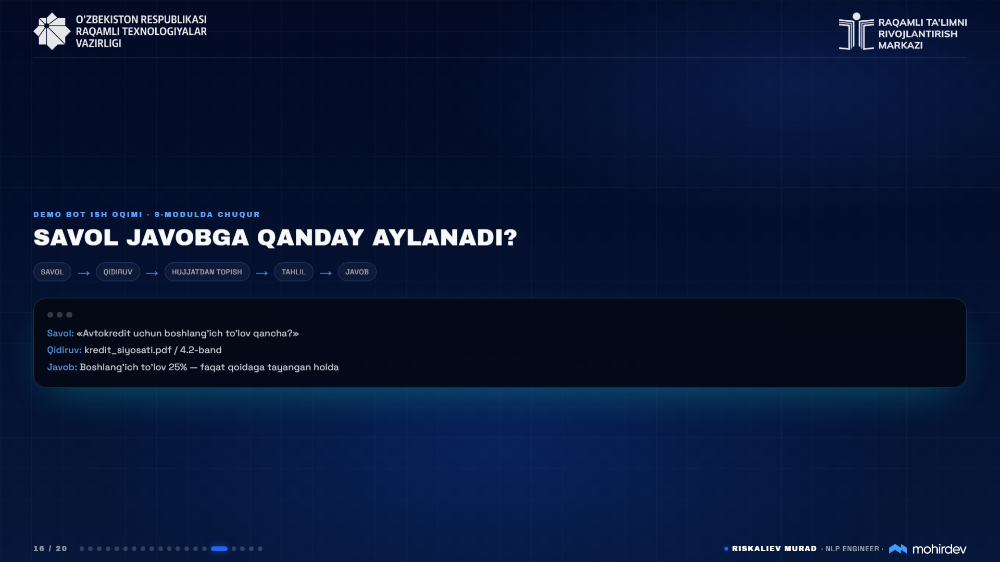 O'ZBEKISTON RESPUBLIKASI
RAQAMLI TEXNOLOGIYALAR
VAZIRLIGI
RAQAMLI TA’LIMNI
RIVOJLANTIRISH
MARKAZI
DEMO BOT ISH OQIMI · 9-MODULDA CHUQUR
SAVOL JAVOBGA QANDAY AYLANADI?
SAVOL → QIDIRUV → HUJJATDAN TOPISH → TAHLIL → JAVOB
Savol: «Avtokredit uchun boshlang’ich to’lov qancha?»
Qidiruv: kredit_siyosati.pdf / 4.2-band
Javob: Boshlang’ich to’lov 25% — faqat qoidaga tayangan holda
16 / 20
RISKALIEV MURAD · NLP ENGINEER · mohirdev